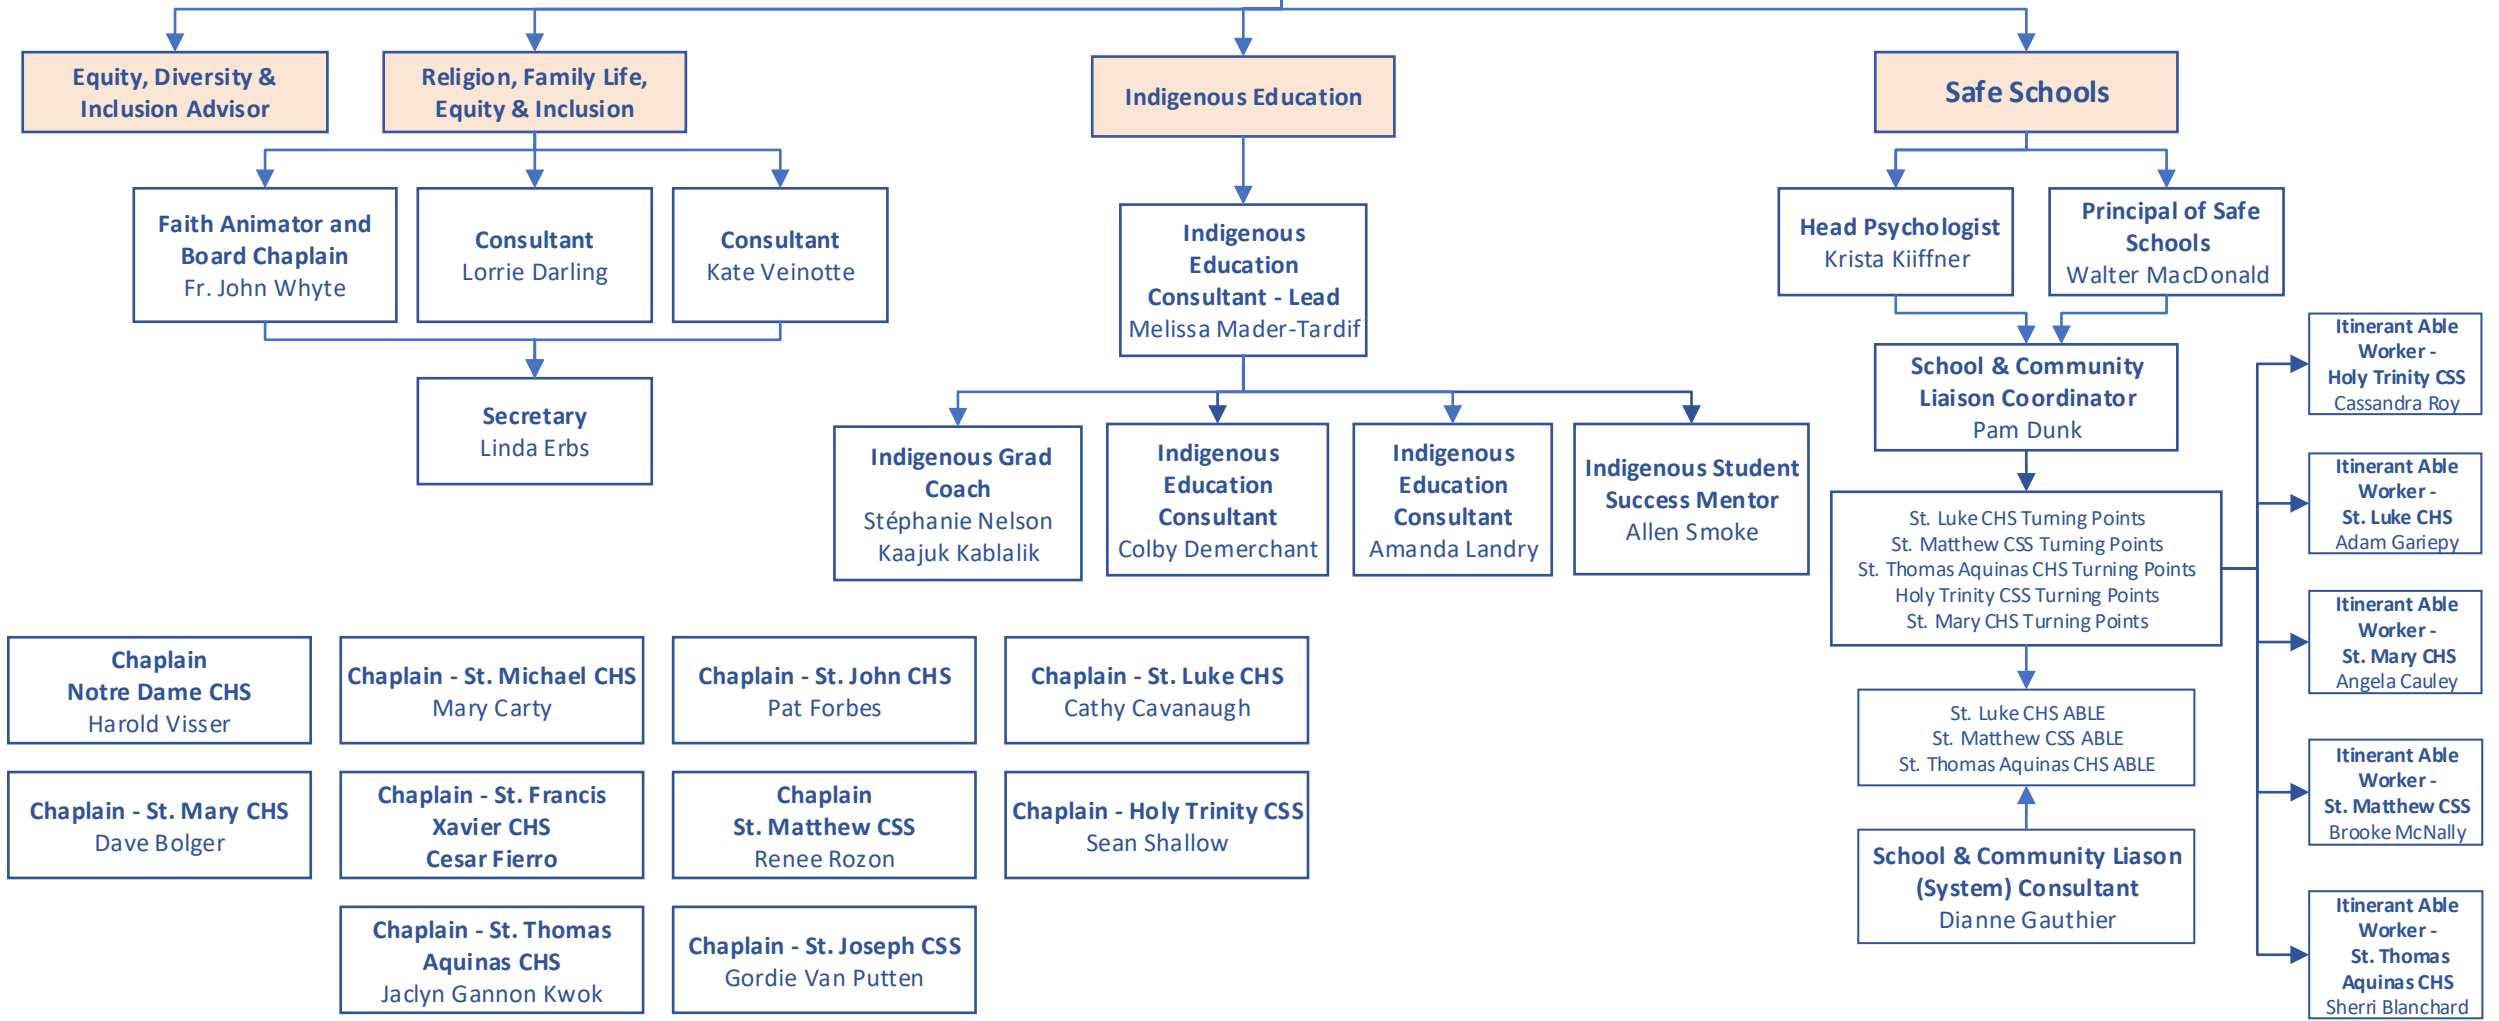 Equity, Diversity &
Inclusion Advisor
Religion, Family Life,
Equity & Inclusion
Indigenous Education
Safe Schools
Faith Animator and
Board Chaplain
Fr. John Whyte
Consultant
Lorrie Darling
Consultant
Kate Veinotte
Secretary
Linda Erbs
Indigenous
Education
Consultant - Lead
Melissa Mader-Tardif
Indigenous Grad
Coach
Stéphanie Nelson
Kaajuk Kablalik
Indigenous
Education
Consultant
Colby Demerchant
Indigenous
Education
Consultant
Amanda Landry
Indigenous Student
Success Mentor
Allen Smoke
Head Psychologist
Krista Kiiffner
Principal of Safe
Schools
Walter MacDonald
School & Community
Liaison Coordinator
Pam Dunk
St. Luke CHS Turning Points
St. Matthew CSS Turning Points
St. Thomas Aquinas CHS Turning Points
Holy Trinity CSS Turning Points
St. Mary CHS Turning Points
St. Luke CHS ABLE
St. Matthew CSS ABLE
St. Thomas Aquinas CHS ABLE
School & Community Liason
(System) Consultant
Dianne Gauthier
Itinerant Able
Worker -
Holy Trinity CSS
Cassandra Roy
Itinerant Able
Worker -
St. Luke CHS
Adam Gariepy
Itinerant Able
Worker -
St. Mary CHS
Angela Cauley
Itinerant Able
Worker -
St. Matthew CSS
Brooke McNally
Itinerant Able
Worker -
St. Thomas
Aquinas CHS
Sherri Blanchard
Chaplain
Notre Dame CHS
Harold Visser
Chaplain - St. Michael CHS
Mary Carty
Chaplain - St. John CHS
Pat Forbes
Chaplain - St. Luke CHS
Cathy Cavanaugh
Chaplain - St. Mary CHS
Dave Bolger
Chaplain - St. Francis
Xavier CHS
Cesar Fierro
Chaplain
St. Matthew CSS
Renee Rozon
Chaplain - Holy Trinity CSS
Sean Shallow
Chaplain - St. Thomas
Aquinas CHS
Jaclyn Gannon Kwok
Chaplain - St. Joseph CSS
Gordie Van Putten